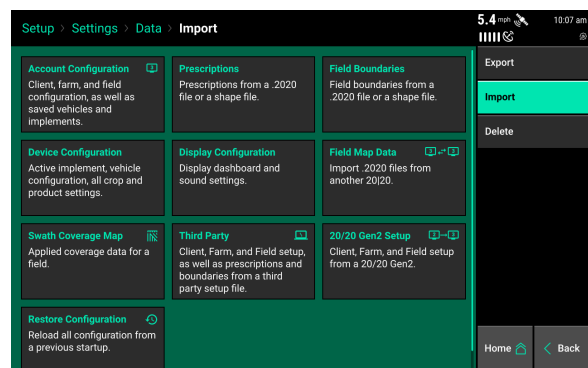 Setup > Settings > Data > Import
5.4 mph
10:07 am
Account Configuration
Client, farm, and field
configuration, as well as
saved vehicles and
implements.
Prescriptions
Prescriptions from a .2020
file or a shape file.
Field Boundaries
Field boundaries from a
.2020 file or a shape file.
Device Configuration
Active implement, vehicle
configuration, all crop and
product settings.
Display Configuration
Display dashboard and
sound settings.
Field Map Data
Import .2020 files from
another 20|20.
Swath Coverage Map
Applied coverage data for a
field.
Third Party
Client, Farm, and Field setup,
as well as prescriptions and
boundaries from a third
party setup file.
20/20 Gen2 Setup
Client, Farm, and Field setup
from a 20/20 Gen2.
Restore Configuration
Reload all configuration from
a previous startup.
Export
Import
Delete
Home
< Back